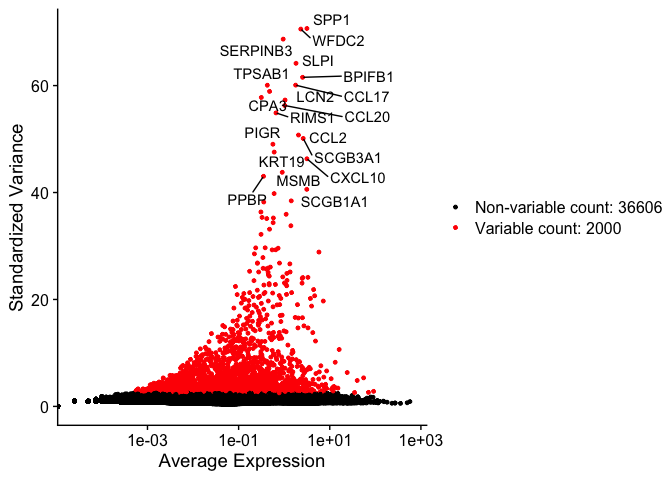 SPP1
WFDC2
SERPINB3
SLPI
TPSAB1
BPIFB1
LCN2
CCL17
CPA3
RIMS1
CCL20
PIGR
CCL2
SCGB3A1
KRT19
CXCL10
MSMB
PPBP
SCGB1A1
60
40
20
0
Standardized Variance
1e-03
1e-01
1e+01
1e+03
Average Expression
Non-variable count: 36606
Variable count: 2000